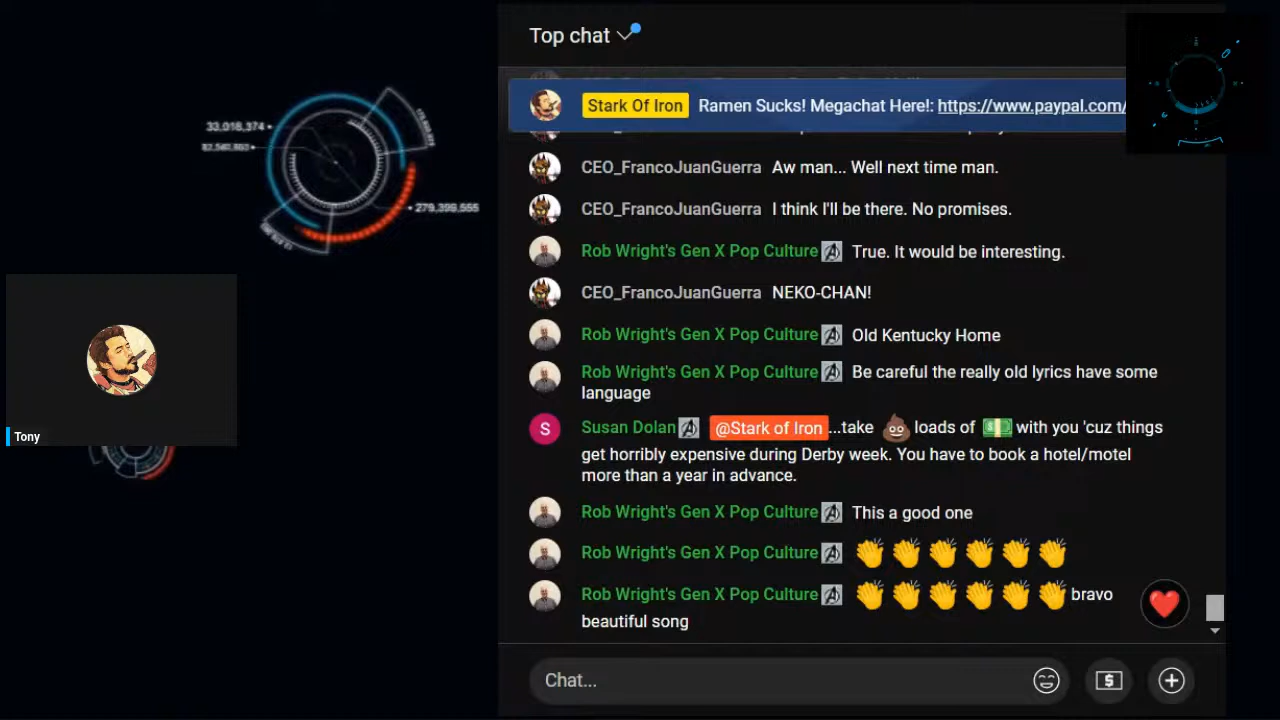 Top chat
Stark Of Iron Ramen Sucks! Megachat Here!: https://www.paypal.com/
CEO_FrancoJuanGuerra Aw man... Well next time man.
CEO_FrancoJuanGuerra I think I'll be there. No promises.
Rob Wright's Gen X Pop Culture True. It would be interesting.
CEO_FrancoJuanGuerra NEKO-CHAN!
Rob Wright's Gen X Pop Culture Old Kentucky Home
Rob Wright's Gen X Pop Culture Be careful the really old lyrics have some
language
S Susan Dolan @Stark of Iron ...take 💩 loads of 💵 with you 'cuz things
get horribly expensive during Derby week. You have to book a hotel/motel
more than a year in advance.
Rob Wright's Gen X Pop Culture This a good one
Rob Wright's Gen X Pop Culture 👏👏👏👏👏👏
Rob Wright's Gen X Pop Culture 👏👏👏👏👏👏 bravo
beautiful song
Chat...
33,018,374
279,399,555
Tony